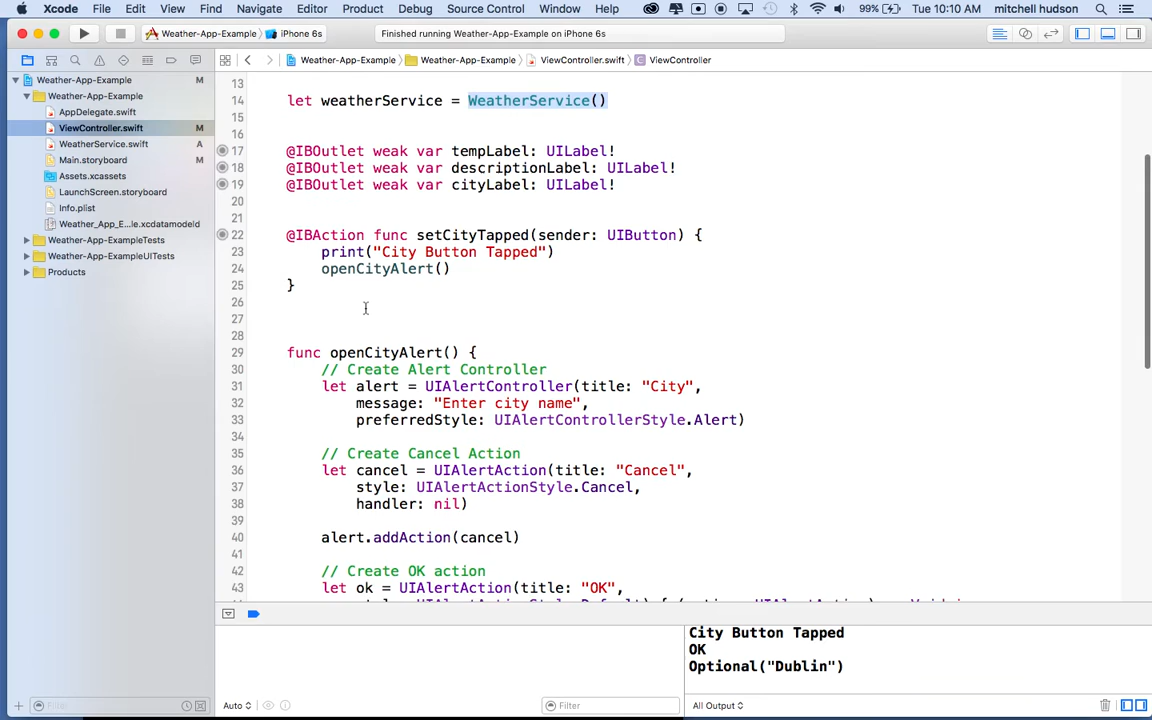 Xcode File Edit View Find Navigate Editor Product Debug Source Control Window Help 99% Tue 10:10 AM mitchell hudson
Weather-App-Example iPhone 6s Finished running Weather-App-Example on iPhone 6s
Weather-App-Example Weather-App-Example ViewController.swift C ViewController
Weather-App-Example M
Weather-App-Example
AppDelegate.swift
ViewController.swift M
WeatherService.swift A
Main.storyboard M
Assets.xcassets
LaunchScreen.storyboard
Info.plist
Weather_App_E...le.xcdatamodeld
Weather-App-ExampleTests
Weather-App-ExampleUITests
Products
Filter
13
14 let weatherService = WeatherService()
15
16
17 @IBOutlet weak var tempLabel: UILabel!
18 @IBOutlet weak var descriptionLabel: UILabel!
19 @IBOutlet weak var cityLabel: UILabel!
20
21
22 @IBAction func setCityTapped(sender: UIButton) {
23 print("City Button Tapped")
24 openCityAlert()
25 }
26
27
28
29 func openCityAlert() {
30 // Create Alert Controller
31 let alert = UIAlertController(title: "City",
32 message: "Enter city name",
33 preferredStyle: UIAlertControllerStyle.Alert)
34
35 // Create Cancel Action
36 let cancel = UIAlertAction(title: "Cancel",
37 style: UIAlertActionStyle.Cancel,
38 handler: nil)
39
40 alert.addAction(cancel)
41
42 // Create OK action
43 let ok = UIAlertAction(title: "OK",
City Button Tapped
OK
Optional("Dublin")
Auto Filter All Output